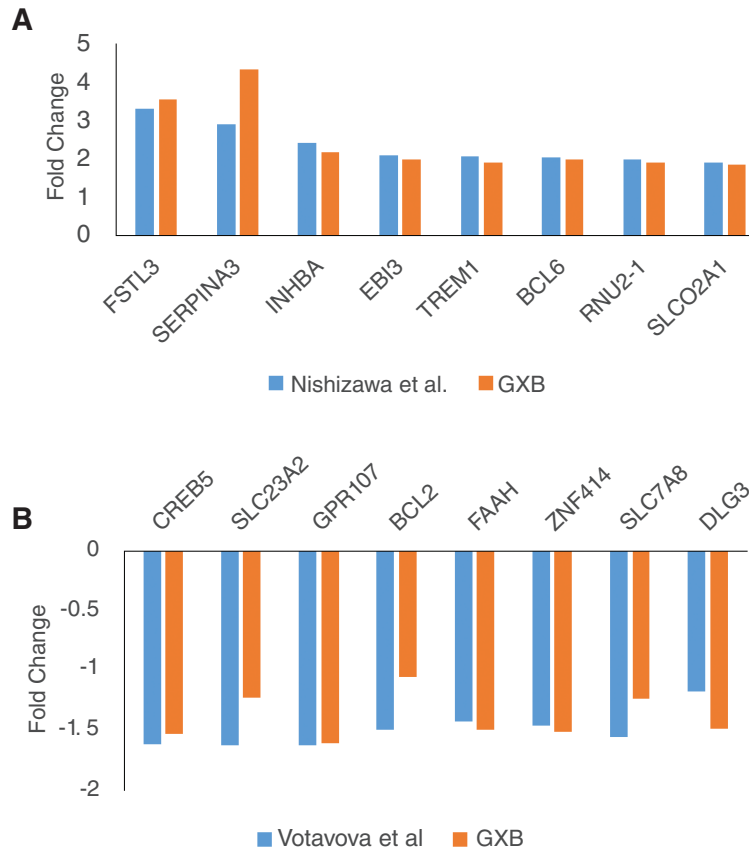 A
Fold Change
5
4
3
2
1
0
FSTL3
SERPINA3
INHBA
EBI3
TREM1
BCL6
RNU2-1
SLCO2A1
Nishizawa et al.
GXB
B
CREB5
SLC23A2
GPR107
BCL2
FAAH
ZNF414
SLC7A8
DLG3
Fold Change
0
-0.5
-1
-1.5
-2
Votavova et al
GXB